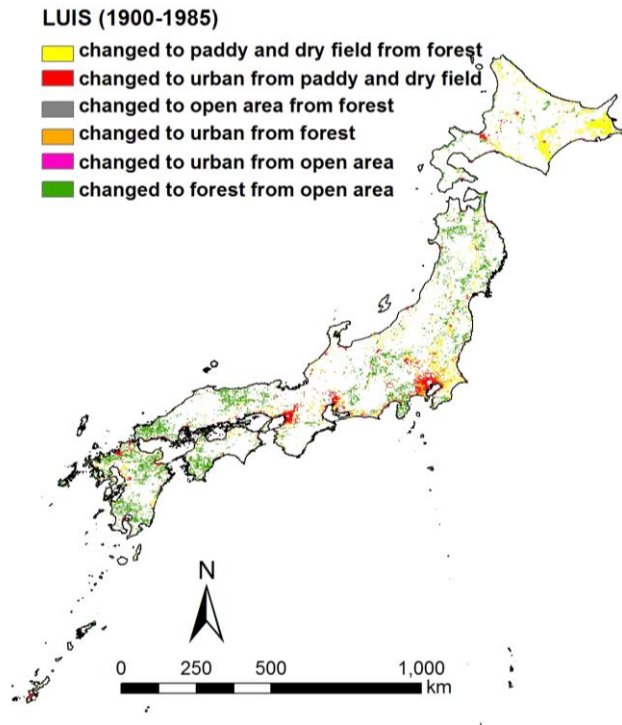 LUIS (1900-1985)
changed to paddy and dry field from forest
changed to urban from paddy and dry field
changed to open area from forest
changed to urban from forest
changed to urban from open area
changed to forest from open area
N
0 250 500 1,000
km